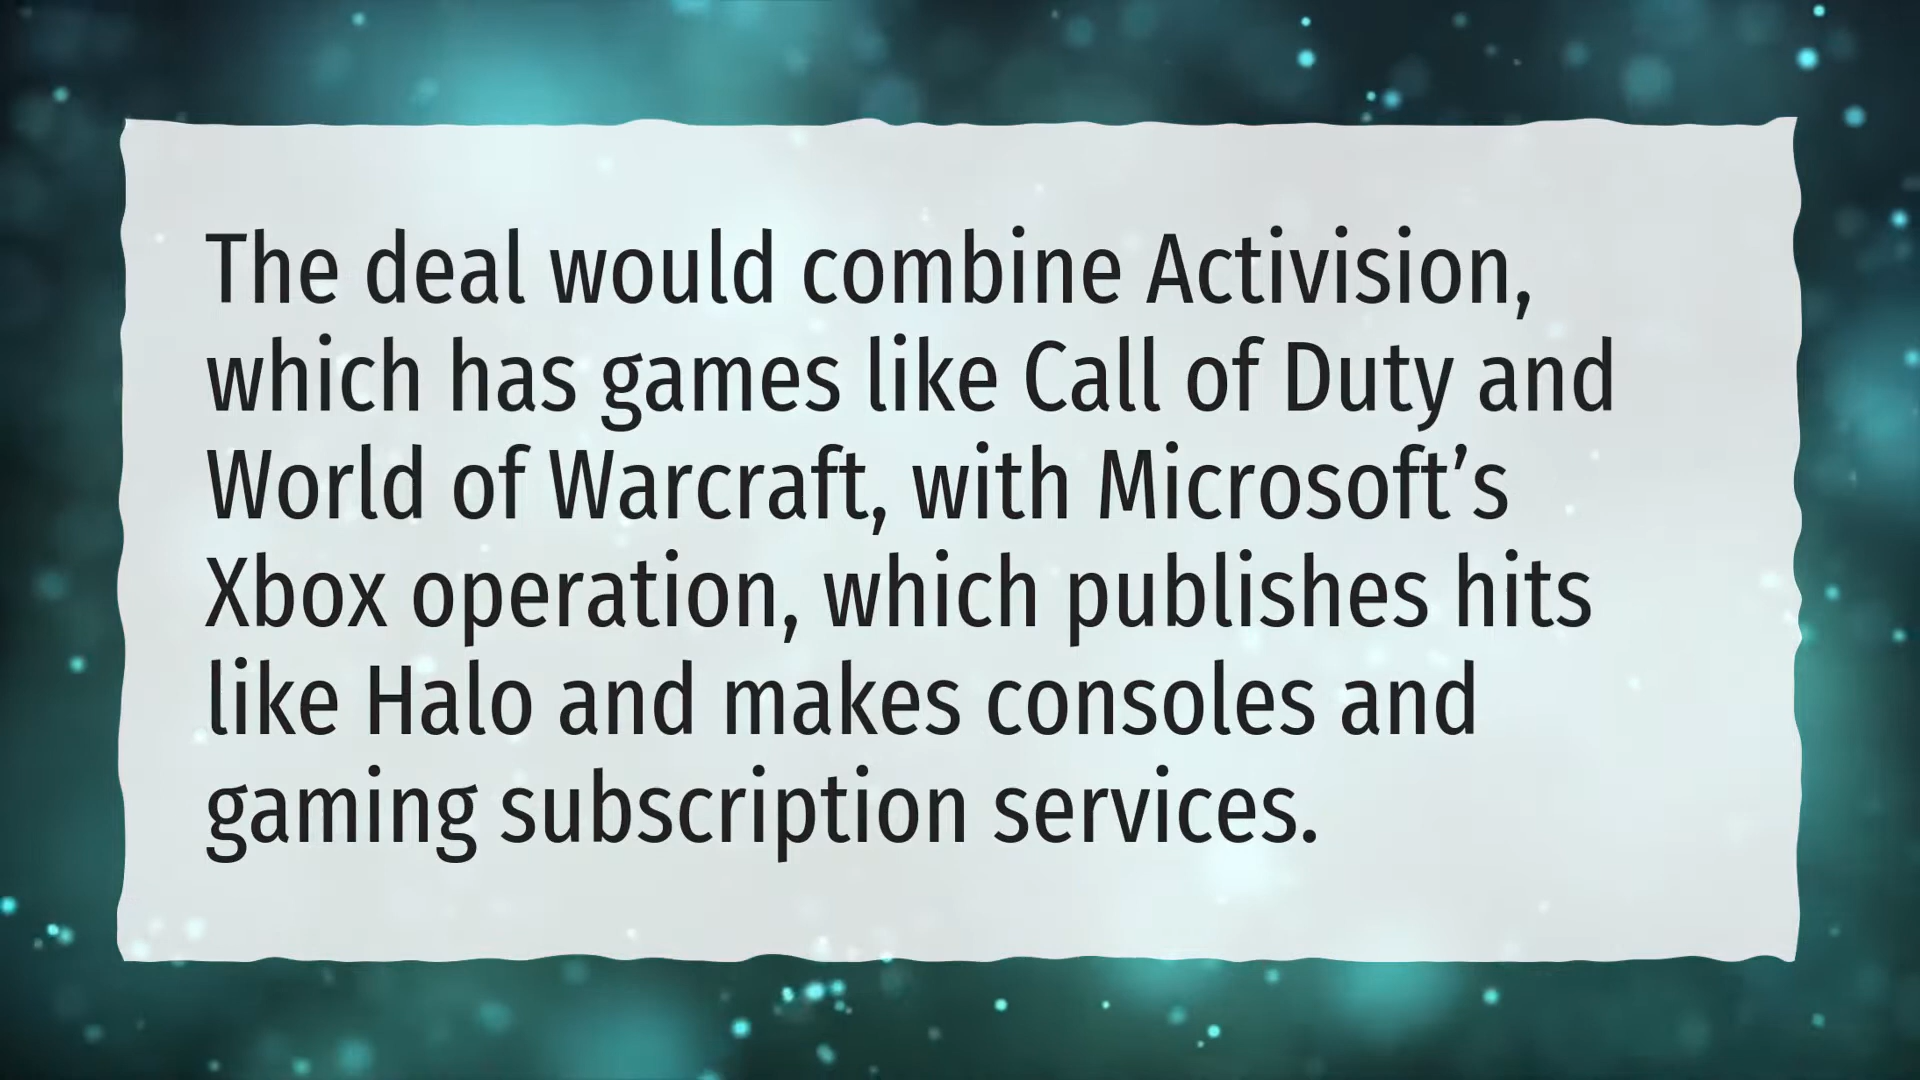 The deal would combine Activision,
which has games like Call of Duty and
World of Warcraft, with Microsoft’s
Xbox operation, which publishes hits
like Halo and makes consoles and
gaming subscription services.